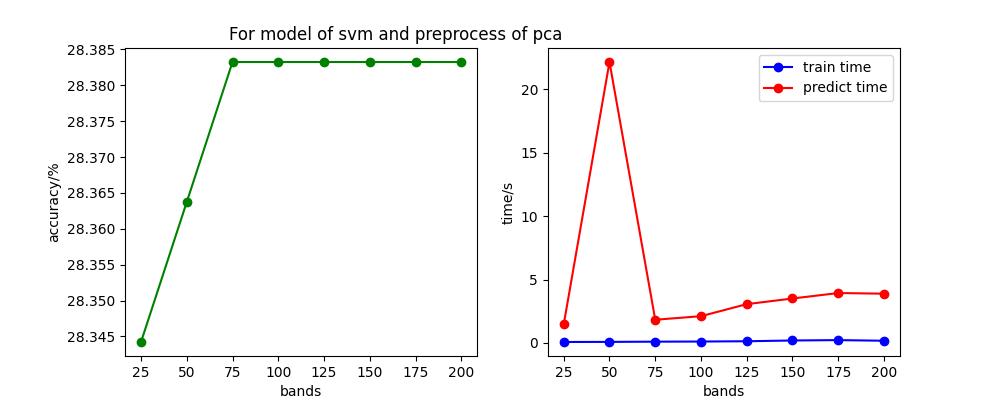 For model of svm and preprocess of pca
28.385
28.380
28.375
28.370
28.365
28.360
28.355
28.350
28.345
accuracy/%
25 50 75 100 125 150 175 200
bands
train time
predict time
20
15
10
5
0
time/s
25 50 75 100 125 150 175 200
bands